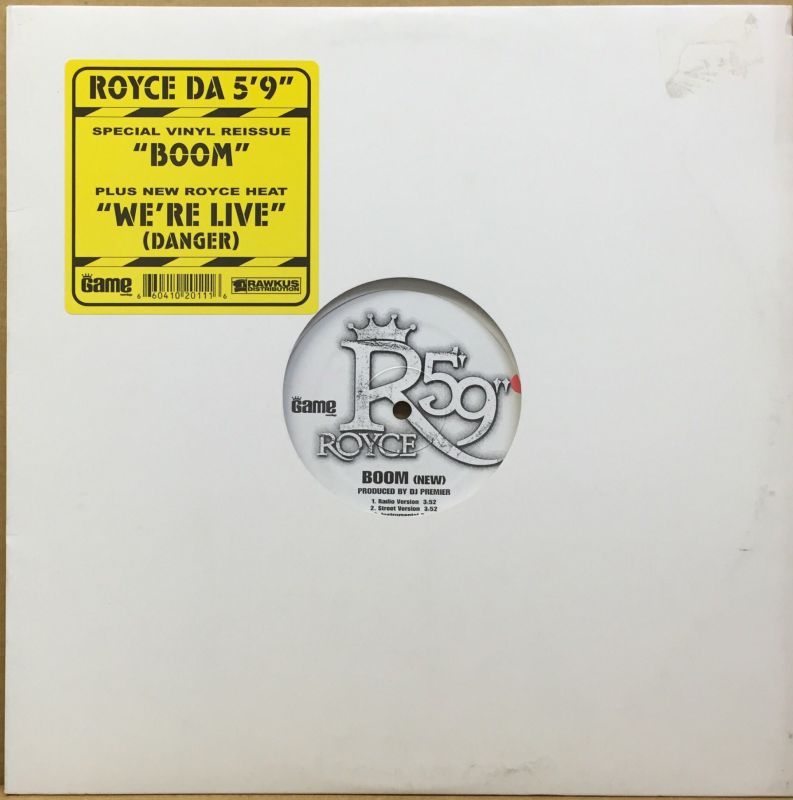 ROYCE DA 5'9"
SPECIAL VINYL REISSUE
"BOOM"
PLUS NEW ROYCE HEAT
"WE'RE LIVE"
(DANGER)
Game
6 60410 20111 6
RAWKUS
DISTRIBUTION
R 5'9"
Game
ROYCE
BOOM (NEW)
PRODUCED BY DJ PREMIER
1. Radio Version 3:52
2. Street Version 3:52